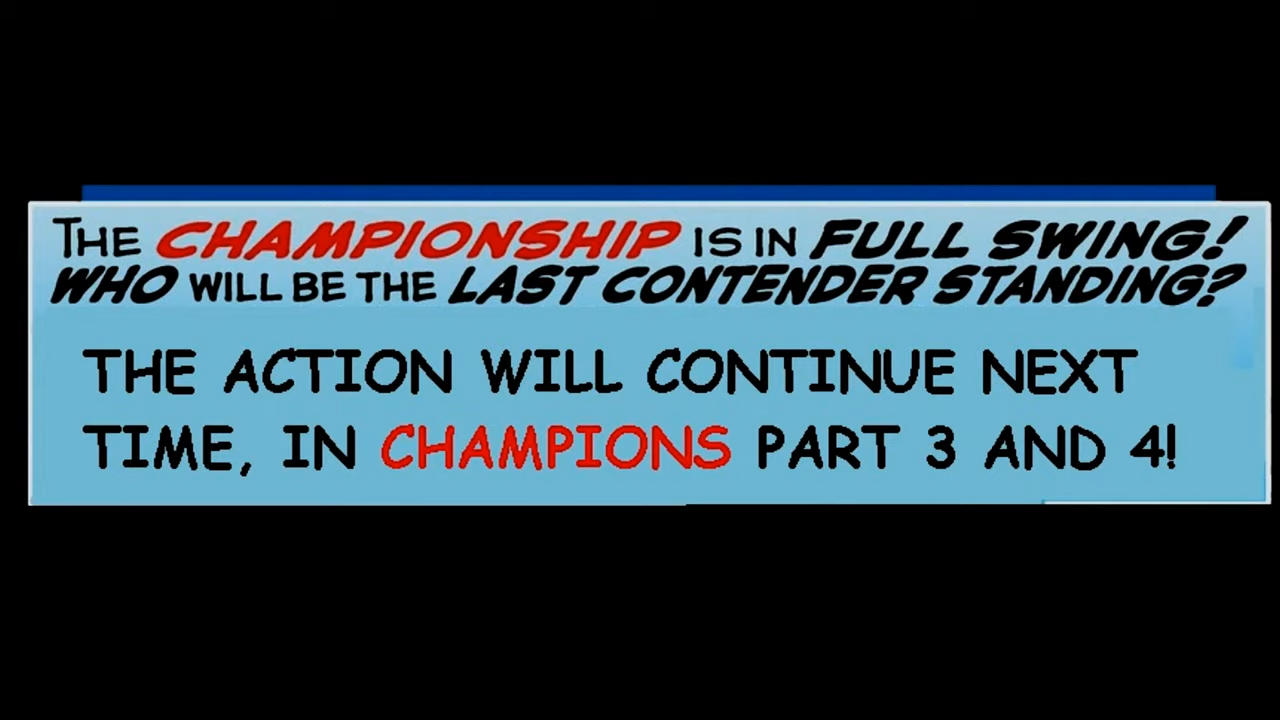 THE CHAMPIONSHIP IS IN FULL SWING!
WHO WILL BE THE LAST CONTENDER STANDING?
THE ACTION WILL CONTINUE NEXT
TIME, IN CHAMPIONS PART 3 AND 4!